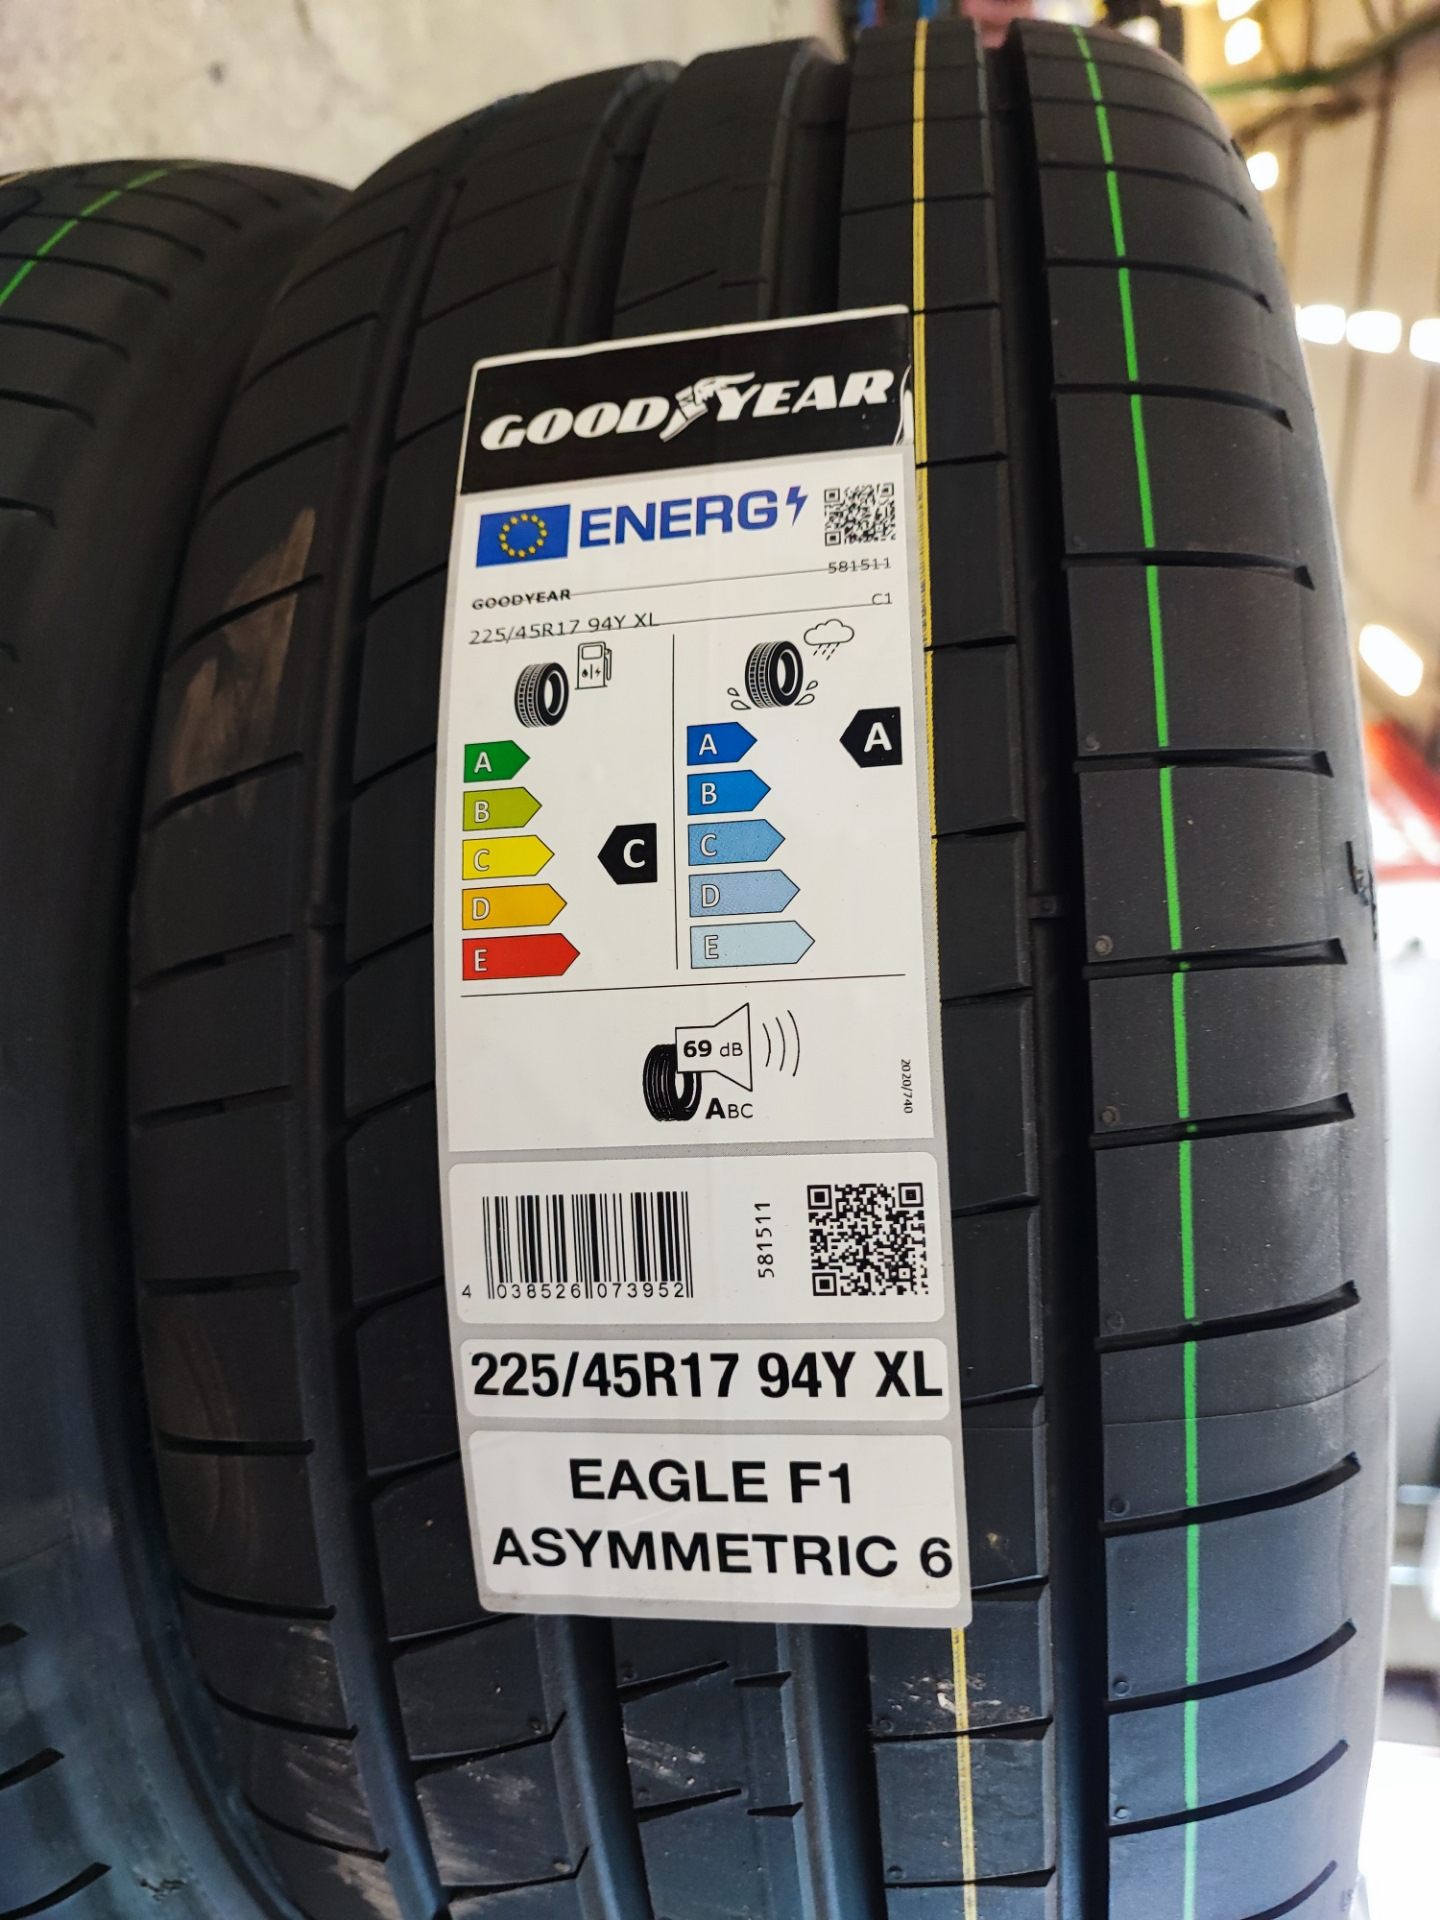 GOODYEAR
ENERG
GOODYEAR
581511
225/45R17 94Y XL
C1
A
B
C
D
E
C
A
B
C
D
E
A
69 dB
ABC
2020/740
4 038526 073952
581511
225/45R17 94Y XL
EAGLE F1
ASYMMETRIC 6